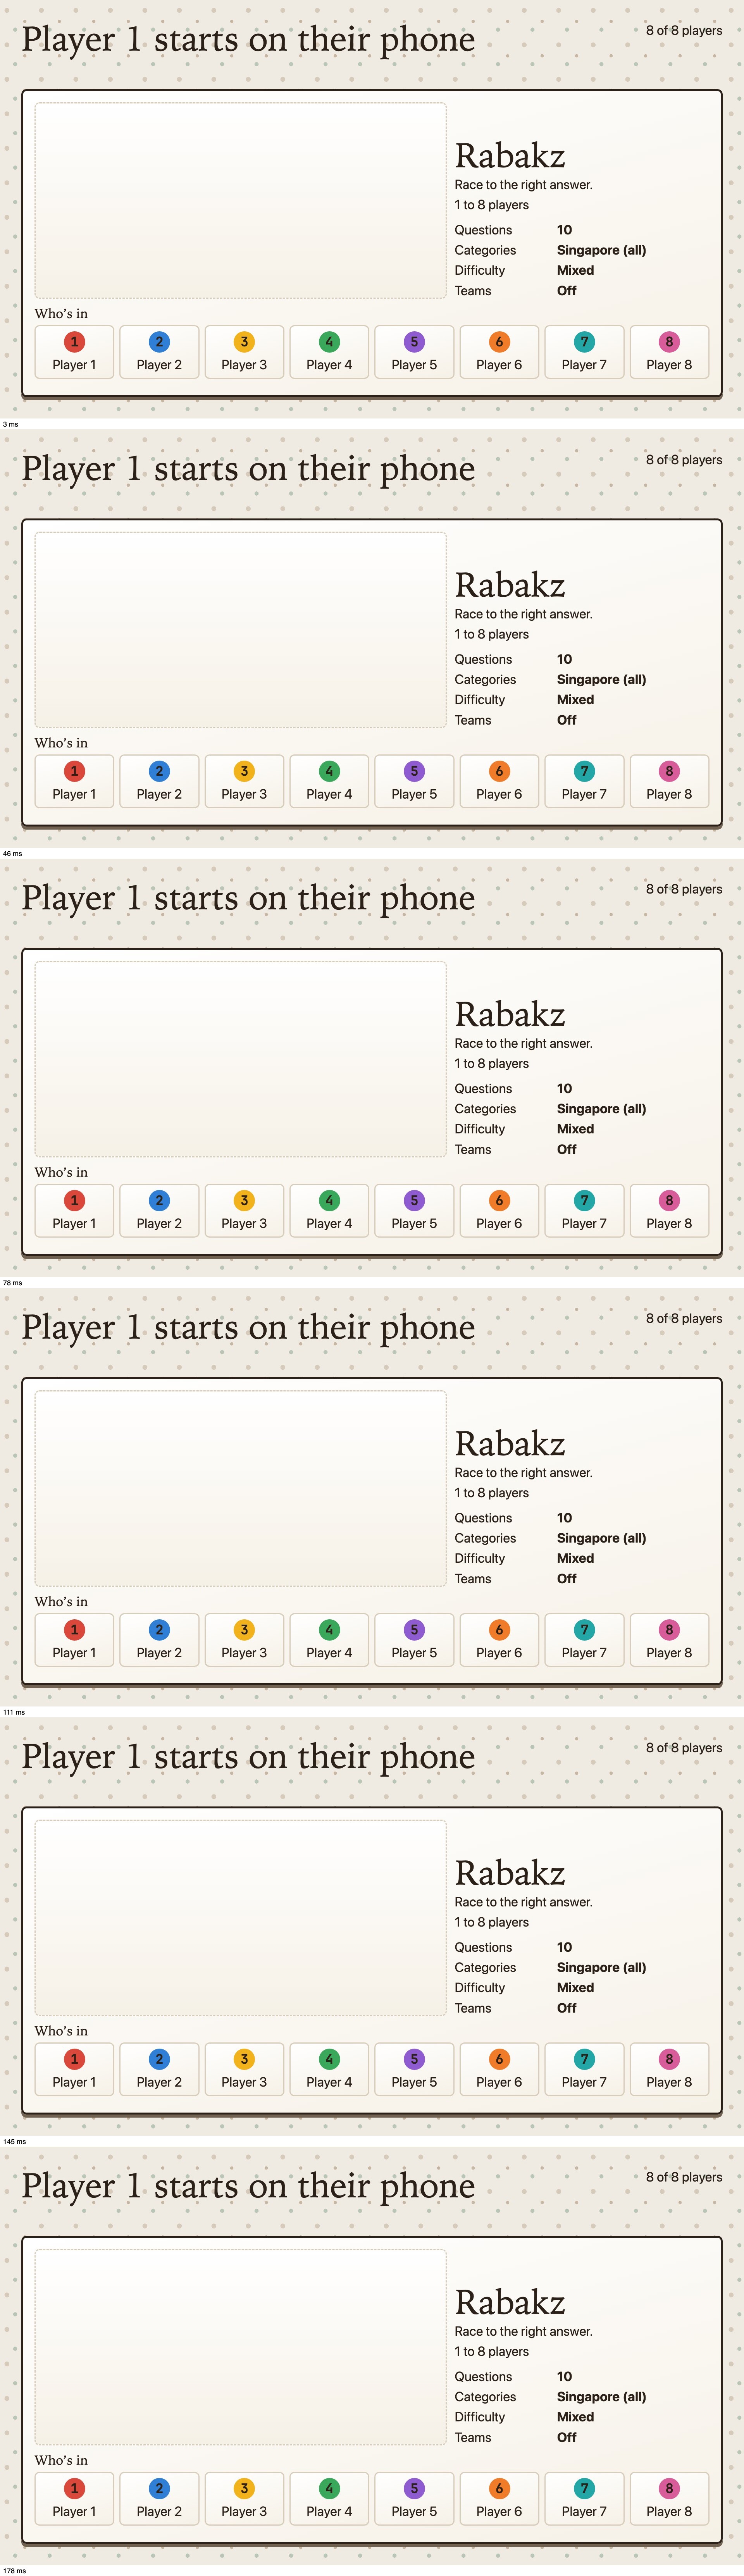 Player 1 starts on their phone
8 of 8 players
Rabakz
Race to the right answer.
1 to 8 players
Questions 10
Categories Singapore (all)
Difficulty Mixed
Teams Off
Who's in
1 2 3 4 5 6 7 8
Player 1 Player 2 Player 3 Player 4 Player 5 Player 6 Player 7 Player 8
3 ms
Player 1 starts on their phone
8 of 8 players
Rabakz
Race to the right answer.
1 to 8 players
Questions 10
Categories Singapore (all)
Difficulty Mixed
Teams Off
Who's in
1 2 3 4 5 6 7 8
Player 1 Player 2 Player 3 Player 4 Player 5 Player 6 Player 7 Player 8
46 ms
Player 1 starts on their phone
8 of 8 players
Rabakz
Race to the right answer.
1 to 8 players
Questions 10
Categories Singapore (all)
Difficulty Mixed
Teams Off
Who's in
1 2 3 4 5 6 7 8
Player 1 Player 2 Player 3 Player 4 Player 5 Player 6 Player 7 Player 8
78 ms
Player 1 starts on their phone
8 of 8 players
Rabakz
Race to the right answer.
1 to 8 players
Questions 10
Categories Singapore (all)
Difficulty Mixed
Teams Off
Who's in
1 2 3 4 5 6 7 8
Player 1 Player 2 Player 3 Player 4 Player 5 Player 6 Player 7 Player 8
111 ms
Player 1 starts on their phone
8 of 8 players
Rabakz
Race to the right answer.
1 to 8 players
Questions 10
Categories Singapore (all)
Difficulty Mixed
Teams Off
Who's in
1 2 3 4 5 6 7 8
Player 1 Player 2 Player 3 Player 4 Player 5 Player 6 Player 7 Player 8
145 ms
Player 1 starts on their phone
8 of 8 players
Rabakz
Race to the right answer.
1 to 8 players
Questions 10
Categories Singapore (all)
Difficulty Mixed
Teams Off
Who's in
1 2 3 4 5 6 7 8
Player 1 Player 2 Player 3 Player 4 Player 5 Player 6 Player 7 Player 8
178 ms